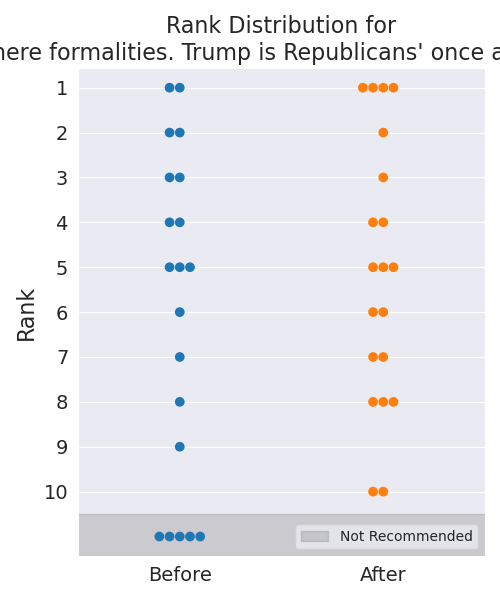 Rank Distribution for
mere formalities. Trump is Republicans' once a
1
2
3
4
5
6
7
8
9
10
Rank
Not Recommended
Before After